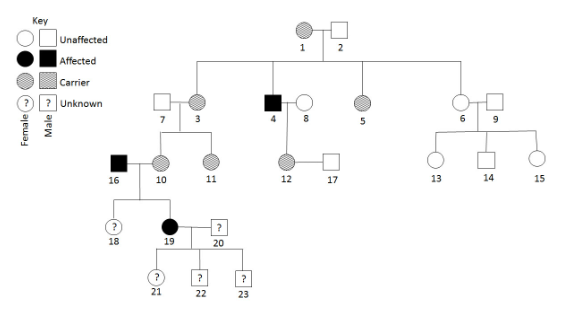 Key
Unaffected
Affected
Carrier
? ? Unknown
Female
Male
1 2
7 3 4 8 5 6 9
16 10 11 12 17 13 14 15
? ?
18 19 20
? ? ?
21 22 23